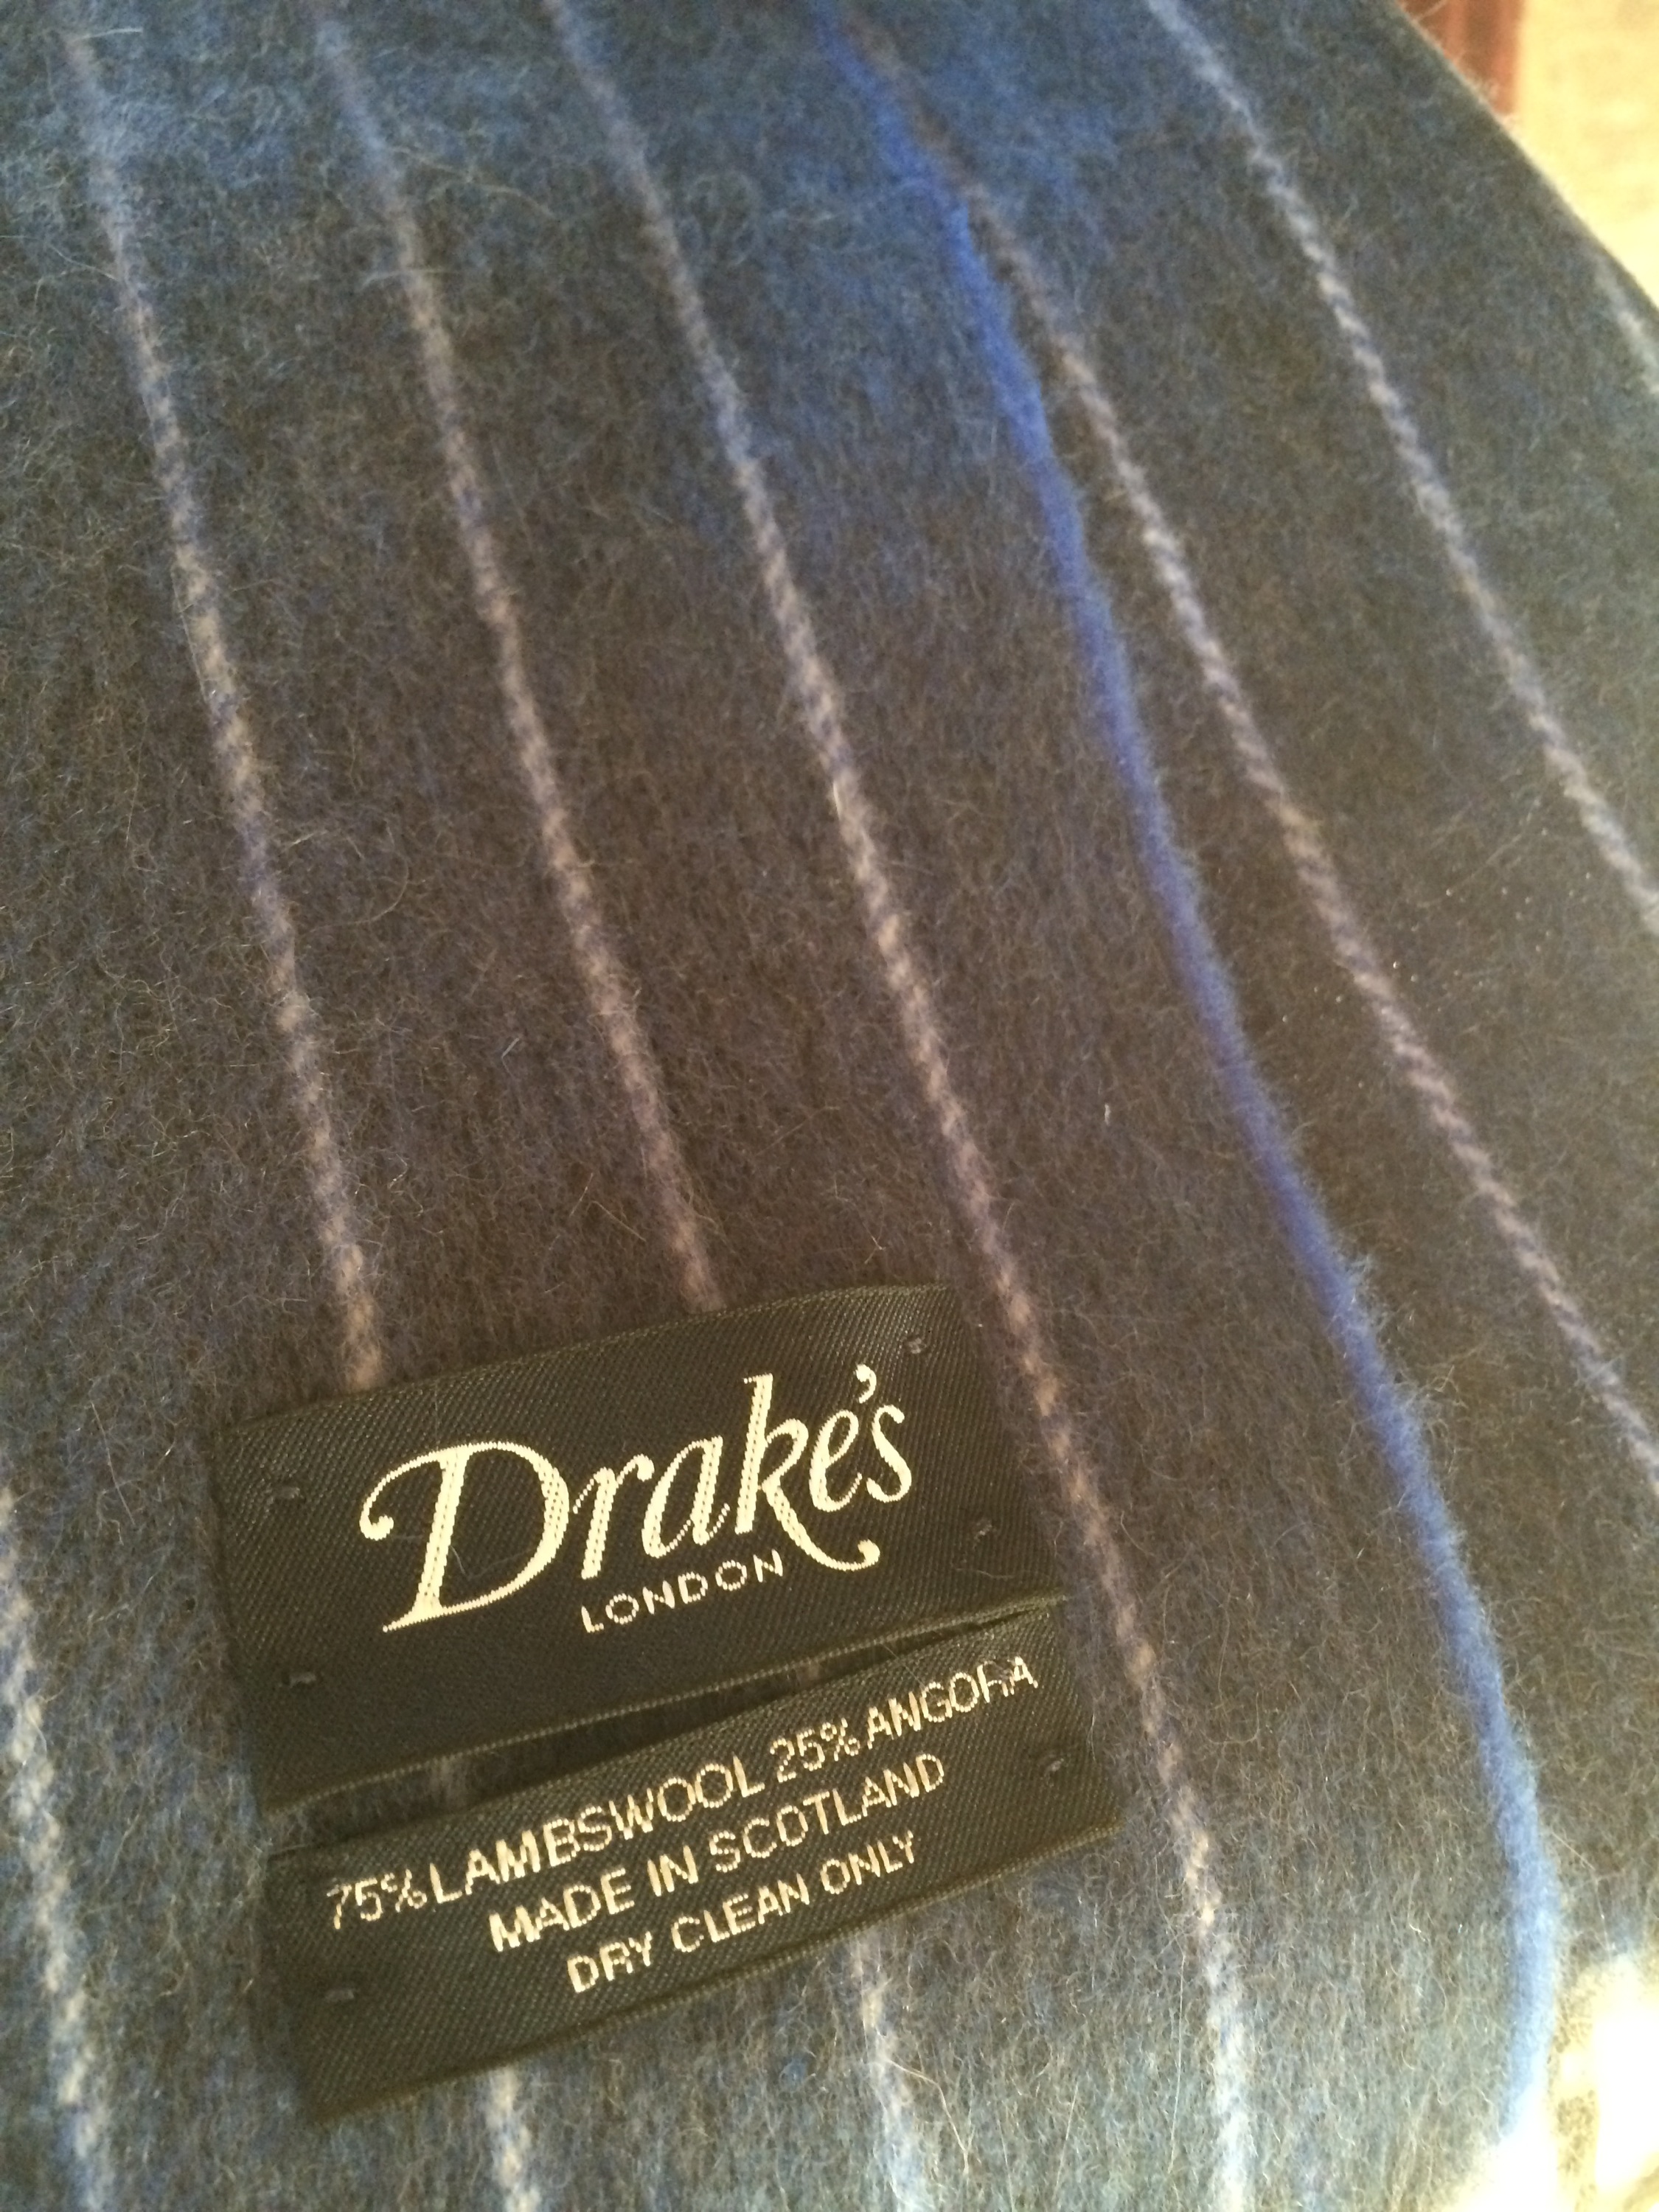 Drake's
LONDON
75% LAMBSWOOL 25% ANGORA
MADE IN SCOTLAND
DRY CLEAN ONLY